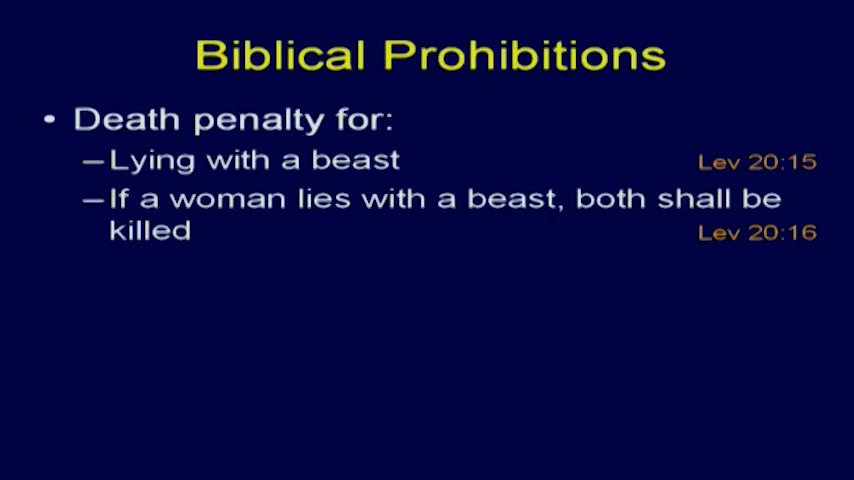 Biblical Prohibitions
• Death penalty for:
– Lying with a beast Lev 20:15
– If a woman lies with a beast, both shall be
killed Lev 20:16